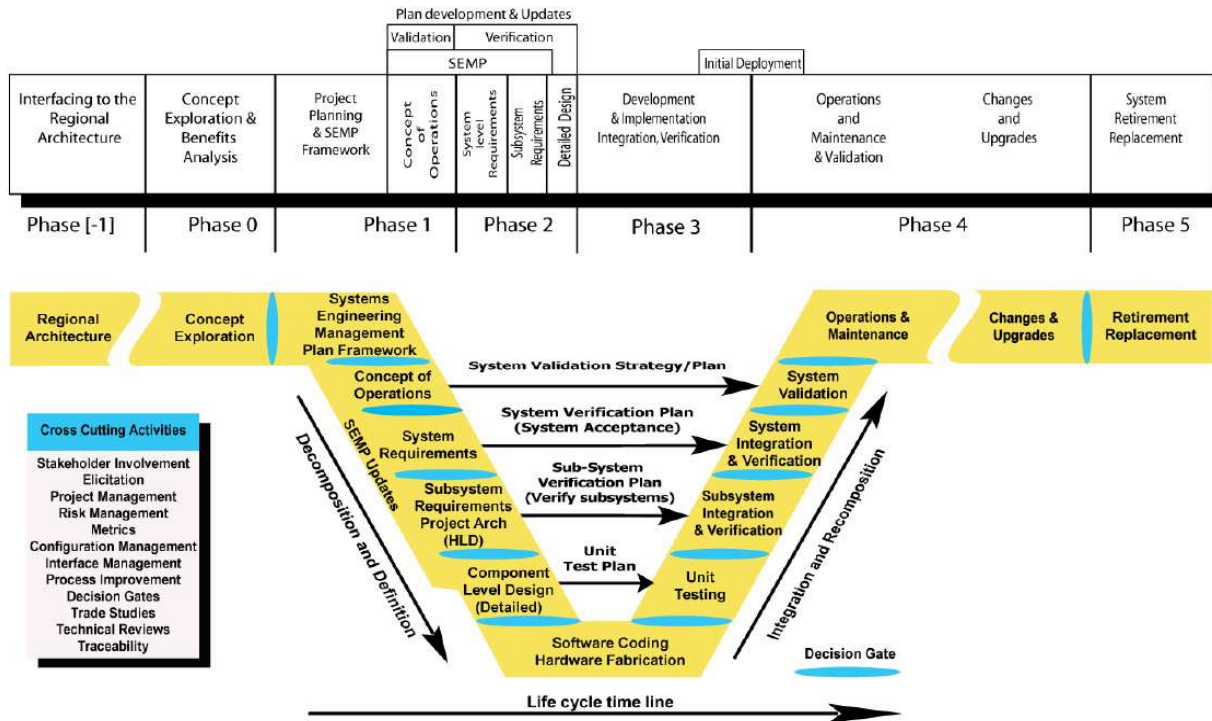 Plan development & Updates
Validation
Verification
SEMP
Initial Deployment
Interfacing to the
Regional
Architecture
Concept
Exploration &
Benefits
Analysis
Project
Planning
& SEMP
Framework
Concept
of
Operations
System
level
Requirements
Subsystem
Requirements
Detailed Design
Development
& Implementation
Integration, Verification
Operations
and
Maintenance
& Validation
Changes
and
Upgrades
System
Retirement
Replacement
Phase [-1]
Phase 0
Phase 1
Phase 2
Phase 3
Phase 4
Phase 5
Regional
Architecture
Concept
Exploration
Systems
Engineering
Management
Plan Framework
Operations &
Maintenance
Changes &
Upgrades
Retirement
Replacement
Concept of
Operations
System Validation Strategy/Plan
System
Validation
System
Requirements
System Verification Plan
(System Acceptance)
System
Integration
& Verification
Subsystem
Requirements
Project Arch
(HLD)
Sub-System
Verification Plan
(Verify subsystems)
Subsystem
Integration
& Verification
Component
Level Design
(Detailed)
Unit
Test Plan
Unit
Testing
Software Coding
Hardware Fabrication
SEMP Updates
Decomposition and Definition
Integration and Recomposition
Cross Cutting Activities
Stakeholder Involvement
Elicitation
Project Management
Risk Management
Metrics
Configuration Management
Interface Management
Process Improvement
Decision Gates
Trade Studies
Technical Reviews
Traceability
Decision Gate
Life cycle time line